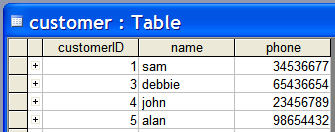 customer : Table
customerID name phone
+ 1 sam 34536677
+ 3 debbie 65436654
+ 4 john 23456789
+ 5 alan 98654432